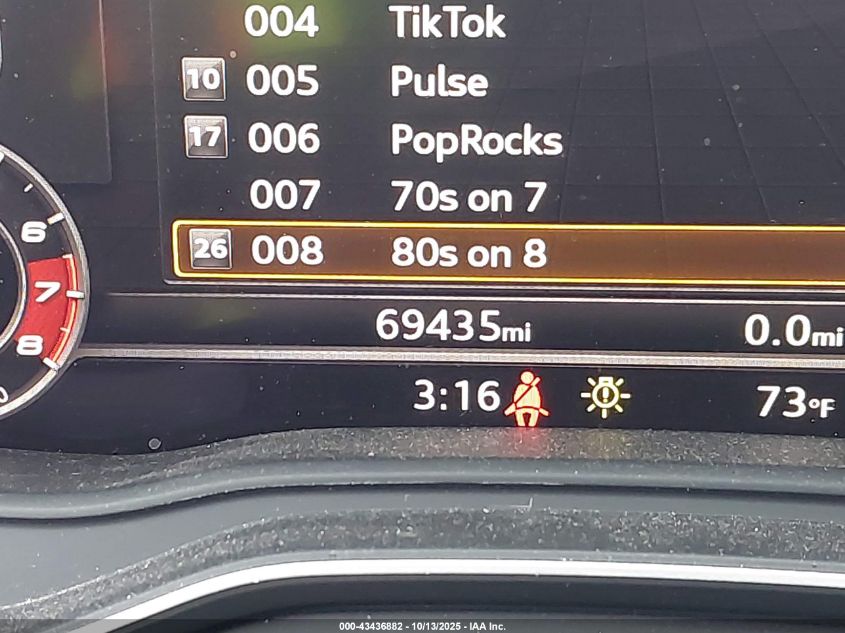 004 TikTok
10 005 Pulse
17 006 PopRocks
007 70s on 7
26 008 80s on 8
6
7
8
69435mi 0.0mi
3:16 73°F
000-43436882 - 10/13/2025 - IAA Inc.